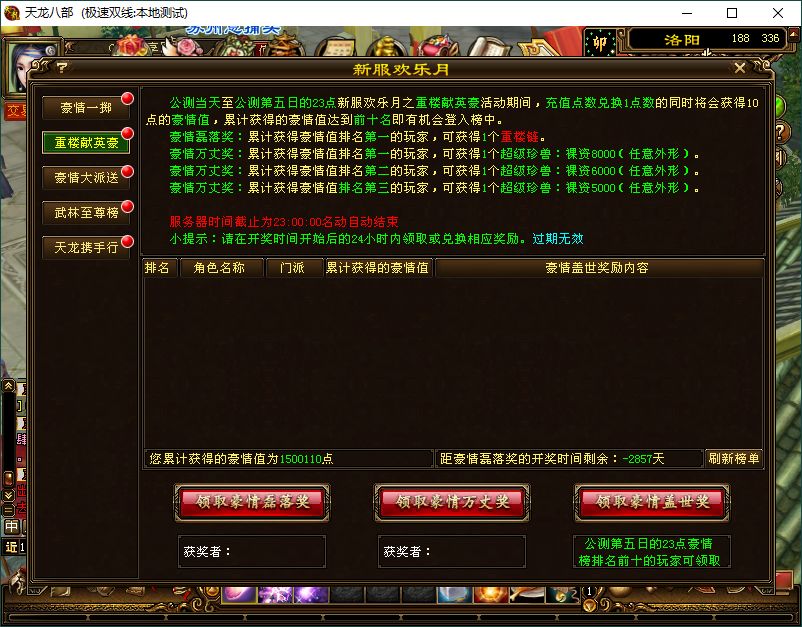 天龙八部 (极速双线:本地测试)
卯
洛阳
188 336
?
新服欢乐月
豪情一掷
重楼献英豪
豪情大派送
武林至尊榜
天龙携手行
公测当天至公测第五日的23点新服欢乐月之重楼献英豪活动期间，充值点数兑换1点数的同时将会获得10
点的豪情值，累计获得的豪情值达到前十名即有机会登入榜中。
豪情磊落奖：累计获得豪情值排名第一的玩家，可获得1个重楼链。
豪情万丈奖：累计获得豪情值排名第一的玩家，可获得1个超级珍兽：裸资8000（任意外形）。
豪情万丈奖：累计获得豪情值排名第二的玩家，可获得1个超级珍兽：裸资6000（任意外形）。
豪情万丈奖：累计获得豪情值排名第三的玩家，可获得1个超级珍兽：裸资5000（任意外形）。
服务器时间截止为23:00:00名动自动结束
小提示：请在开奖时间开始后的24小时内领取或兑换相应奖励。过期无效
排名 角色名称 门派 累计获得的豪情值 豪情盖世奖励内容
您累计获得的豪情值为1500110点
距豪情磊落奖的开奖时间剩余：-2857天
刷新榜单
领取豪情磊落奖 领取豪情万丈奖 领取豪情盖世奖
获奖者：
获奖者：
公测第五日的23点豪情
榜排名前十的玩家可领取
近
1